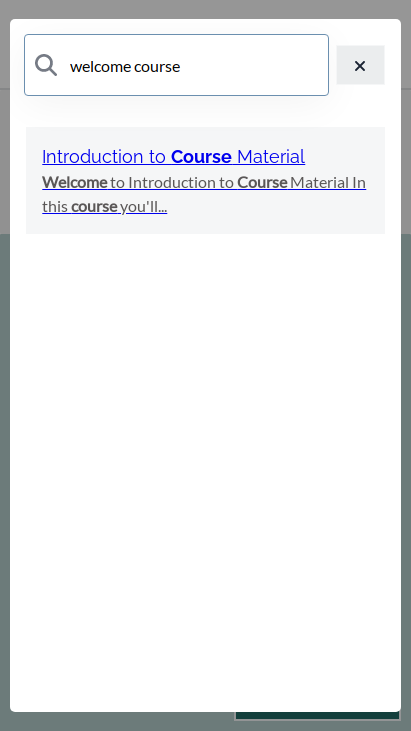 welcome course
Introduction to Course Material
Welcome to Introduction to Course Material In
this course you'll...